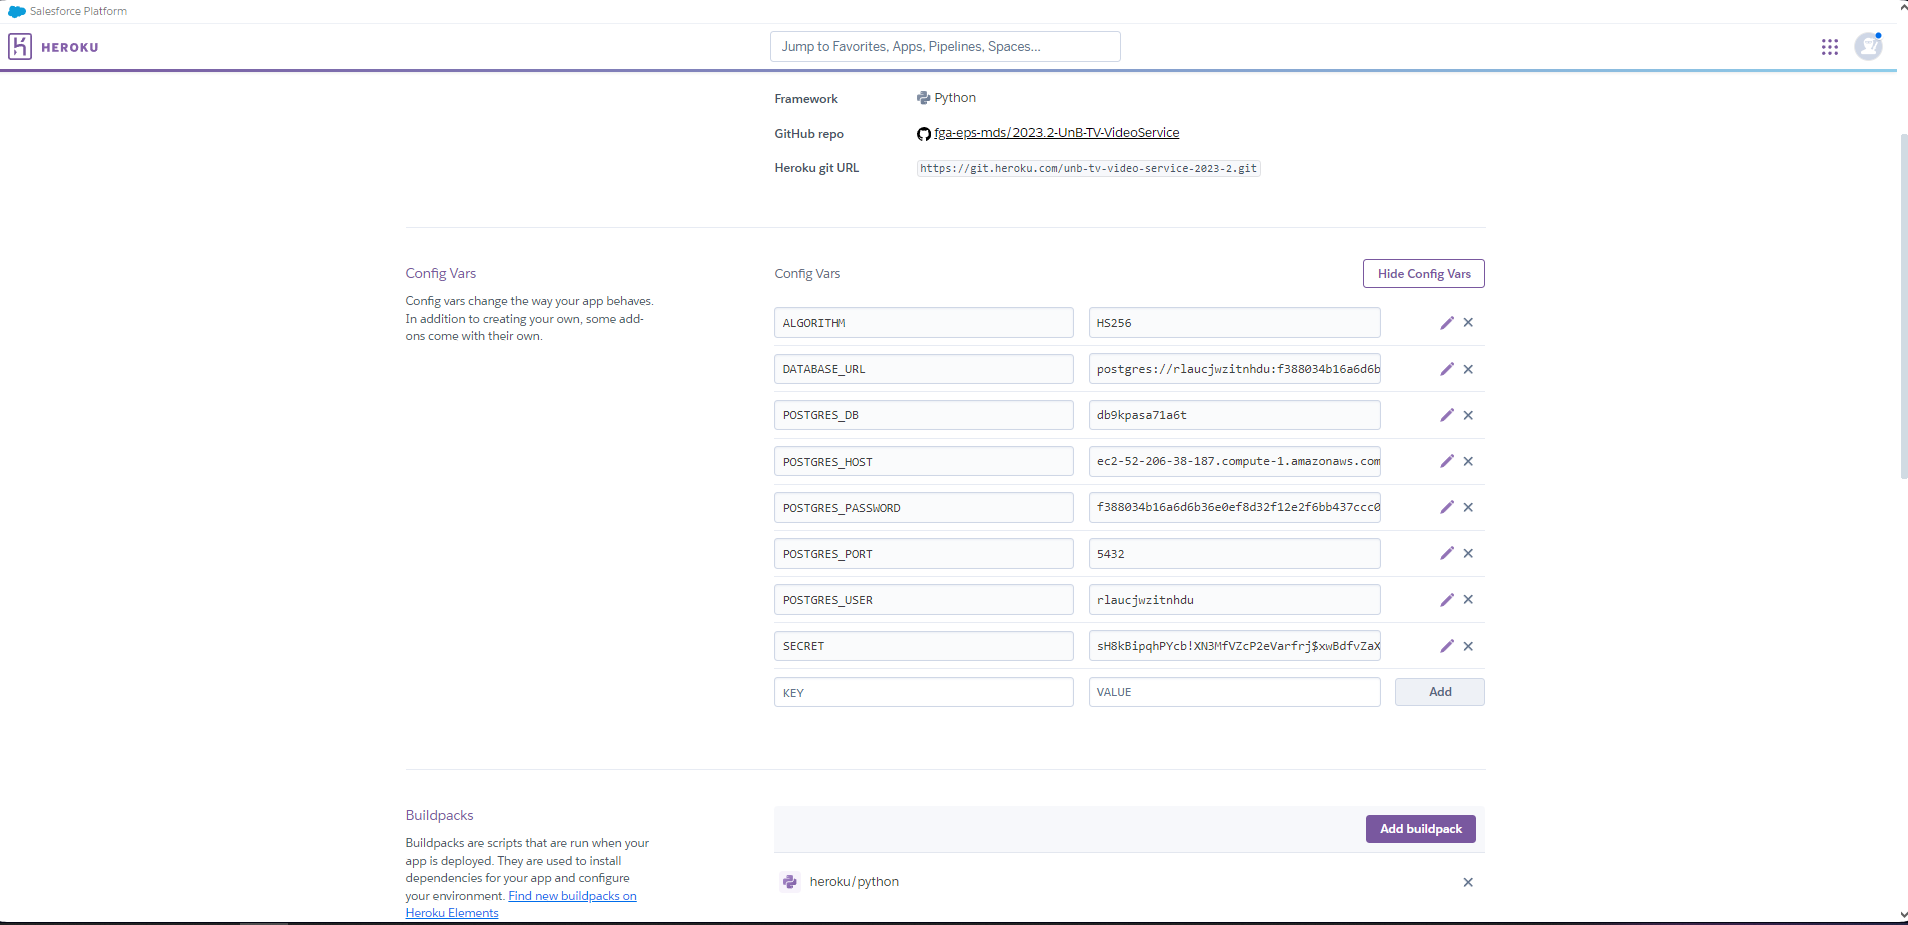 Salesforce Platform
HEROKU
Jump to Favorites, Apps, Pipelines, Spaces...
Framework Python
GitHub repo fga-eps-mds/2023.2-UnB-TV-VideoService
Heroku git URL https://git.heroku.com/unb-tv-video-service-2023-2.git
Config Vars
Config vars change the way your app behaves.
In addition to creating your own, some add-
ons come with their own.
Config Vars Hide Config Vars
ALGORITHM HS256
DATABASE_URL postgres://rlaucjwzitnhdu:f388034b16a6d6b
POSTGRES_DB db9kpasa71a6t
POSTGRES_HOST ec2-52-206-38-187.compute-1.amazonaws.com
POSTGRES_PASSWORD f388034b16a6d6b36e0ef8d32f12e2f6bb437ccc0
POSTGRES_PORT 5432
POSTGRES_USER rlaucjwzitnhdu
SECRET sH8kBipqhPYcb!XN3MfVZcP2eVarfrj$xwBdfvZaX
KEY VALUE Add
Buildpacks
Buildpacks are scripts that are run when your
app is deployed. They are used to install
dependencies for your app and configure
your environment. Find new buildpacks on
Heroku Elements
Add buildpack
heroku/python